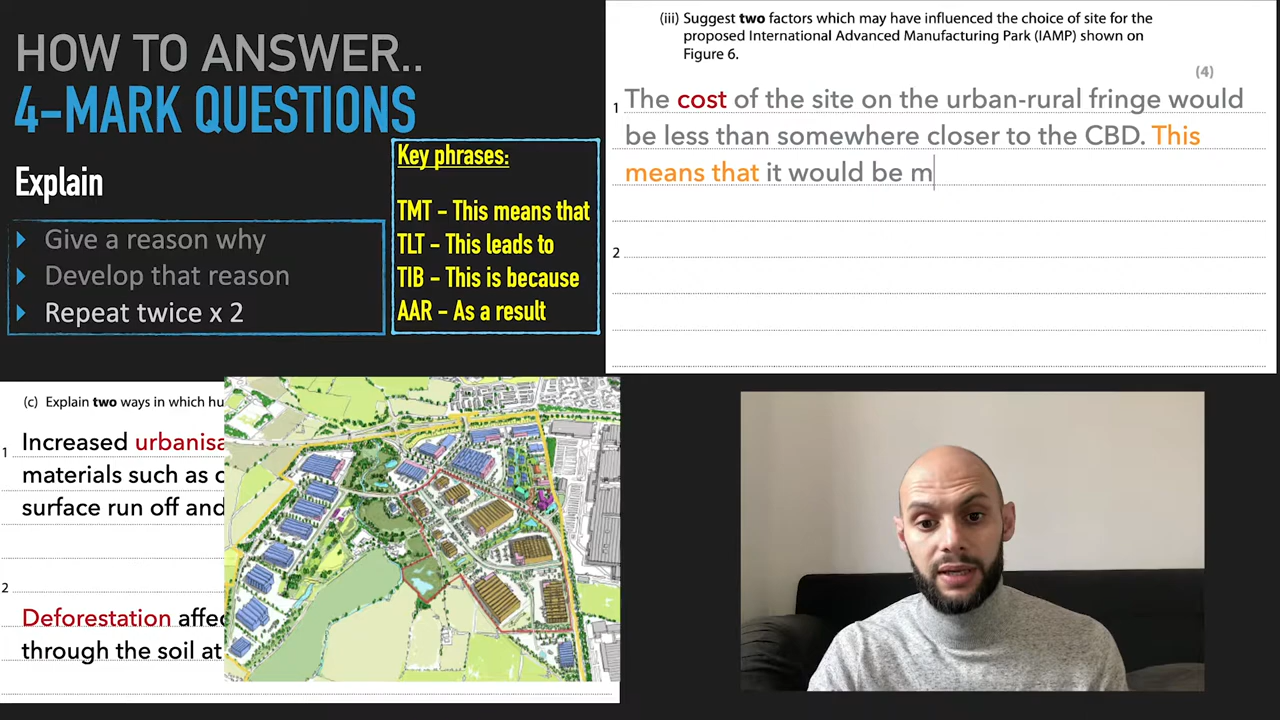 HOW TO ANSWER..
4-MARK QUESTIONS
Explain
Give a reason why
Develop that reason
Repeat twice x 2
Key phrases:
TMT - This means that
TLT - This leads to
TIB - This is because
AAR - As a result
(iii) Suggest two factors which may have influenced the choice of site for the
proposed International Advanced Manufacturing Park (IAMP) shown on
Figure 6.
(4)
1 The cost of the site on the urban-rural fringe would
be less than somewhere closer to the CBD. This
means that it would be m
2
(c) Explain two ways in which hu
1 Increased urbanisa
materials such as c
surface run off and
2
Deforestation affec
through the soil at